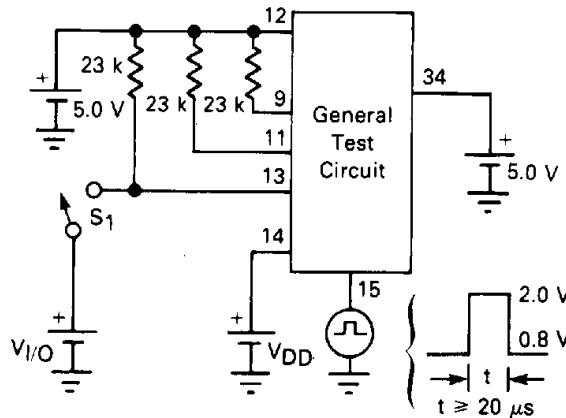 12
23 k
34
+
5.0 V
23 k
23 k
9
General
Test
Circuit
11
+
5.0 V
13
S1
14
15
2.0 V
+
VI/O
+
VDD
0.8 V
t
t ≥ 20 μs